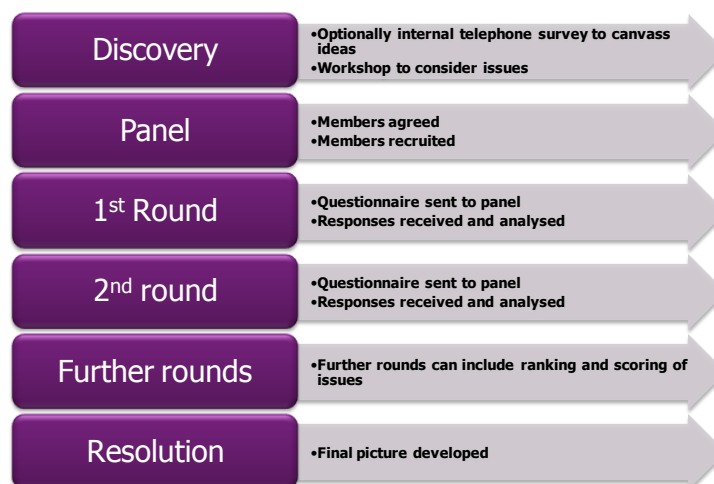 Discovery
•Optionally internal telephone survey to canvass
ideas
•Workshop to consider issues
Panel
•Members agreed
•Members recruited
1st Round
•Questionnaire sent to panel
•Responses received and analysed
2nd round
•Questionnaire sent to panel
•Responses received and analysed
Further rounds
•Further rounds can include ranking and scoring of
issues
Resolution
•Final picture developed